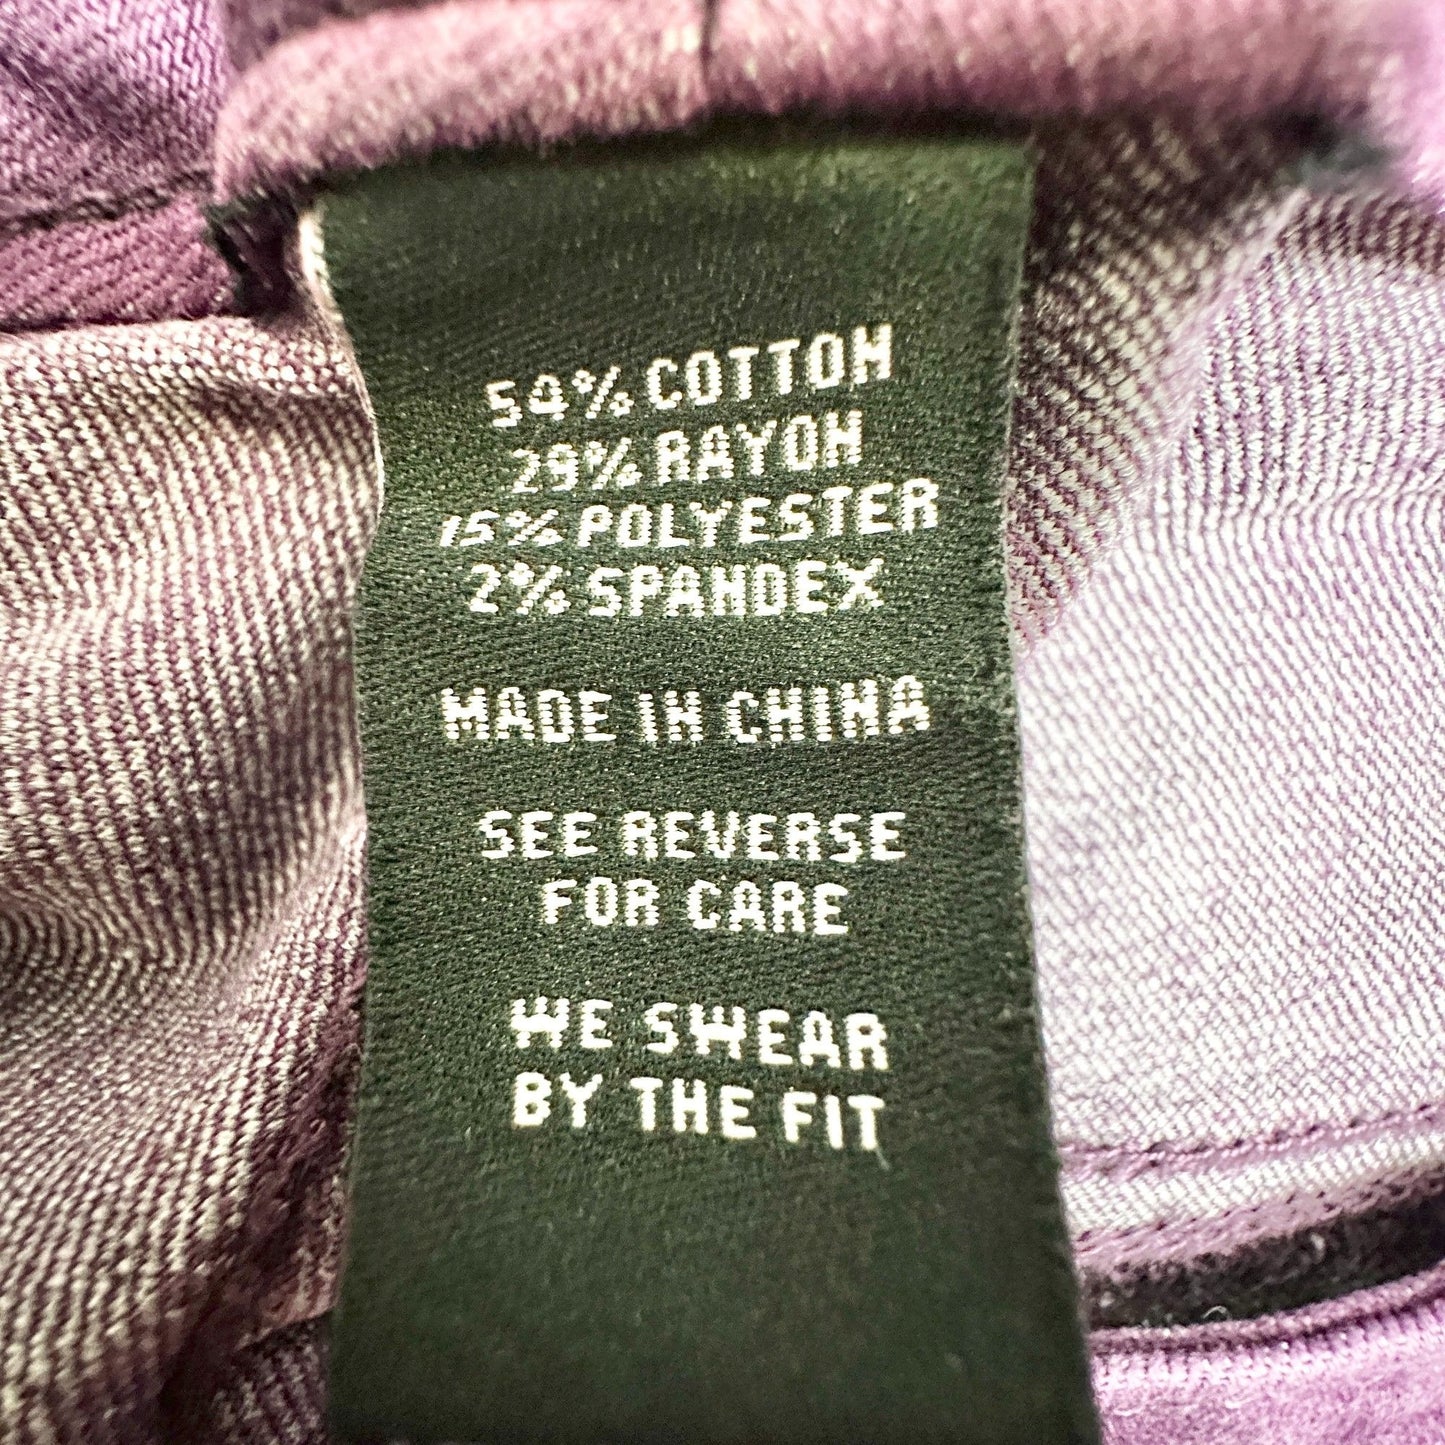 54% COTTON
29% RAYON
15% POLYESTER
2% SPANDEX
MADE IN CHINA
SEE REVERSE
FOR CARE
WE SWEAR
BY THE FIT